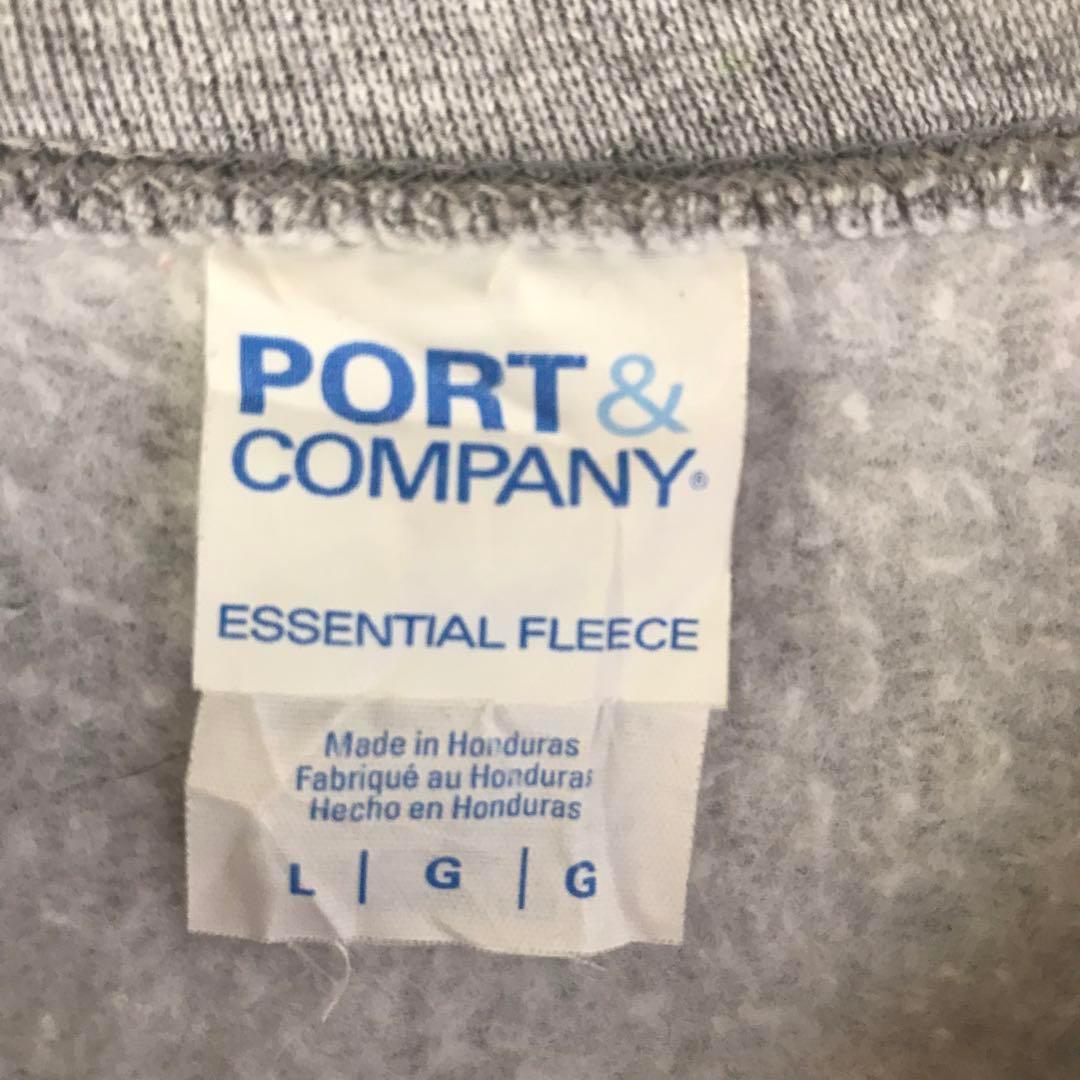 PORT &
COMPANY®
ESSENTIAL FLEECE
Made in Honduras
Fabriqué au Honduras
Hecho en Honduras
L | G | G